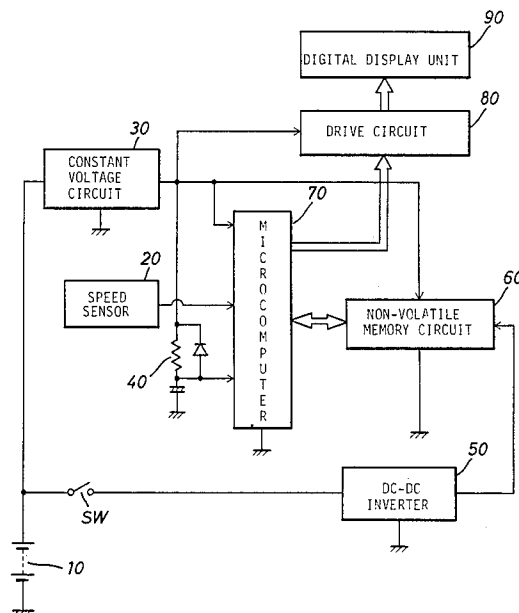 90
DIGITAL DISPLAY UNIT
80
DRIVE CIRCUIT
30
CONSTANT
VOLTAGE
CIRCUIT
70
MICROCOMPUTER
20
SPEED
SENSOR
60
NON-VOLATILE
MEMORY CIRCUIT
40
50
DC-DC
INVERTER
SW
10